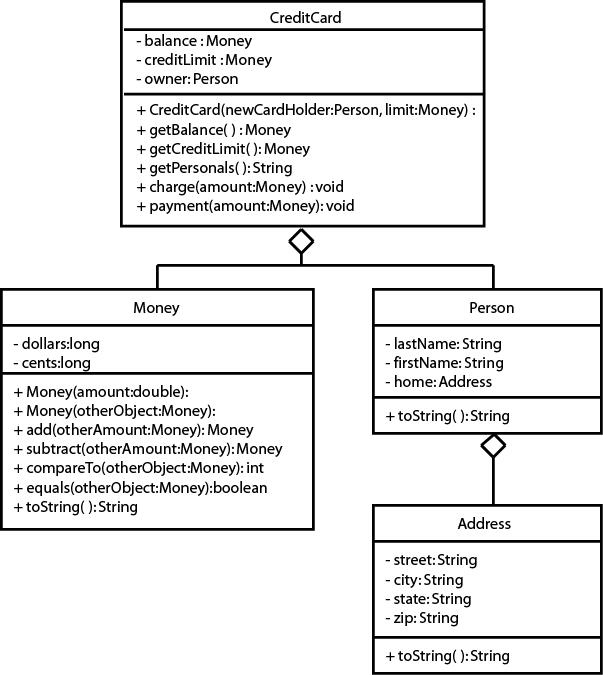 CreditCard
- balance : Money
- creditLimit : Money
- owner: Person
+ CreditCard(newCardHolder:Person, limit:Money) :
+ getBalance( ) : Money
+ getCreditLimit( ): Money
+ getPersonals( ): String
+ charge(amount:Money) : void
+ payment(amount:Money): void
Money
- dollars:long
- cents:long
+ Money(amount:double):
+ Money(otherObject:Money):
+ add(otherAmount:Money): Money
+ subtract(otherAmount:Money): Money
+ compareTo(otherObject:Money): int
+ equals(otherObject:Money):boolean
+ toString( ): String
Person
- lastName: String
- firstName: String
- home: Address
+ toString( ): String
Address
- street: String
- city: String
- state: String
- zip: String
+ toString( ): String